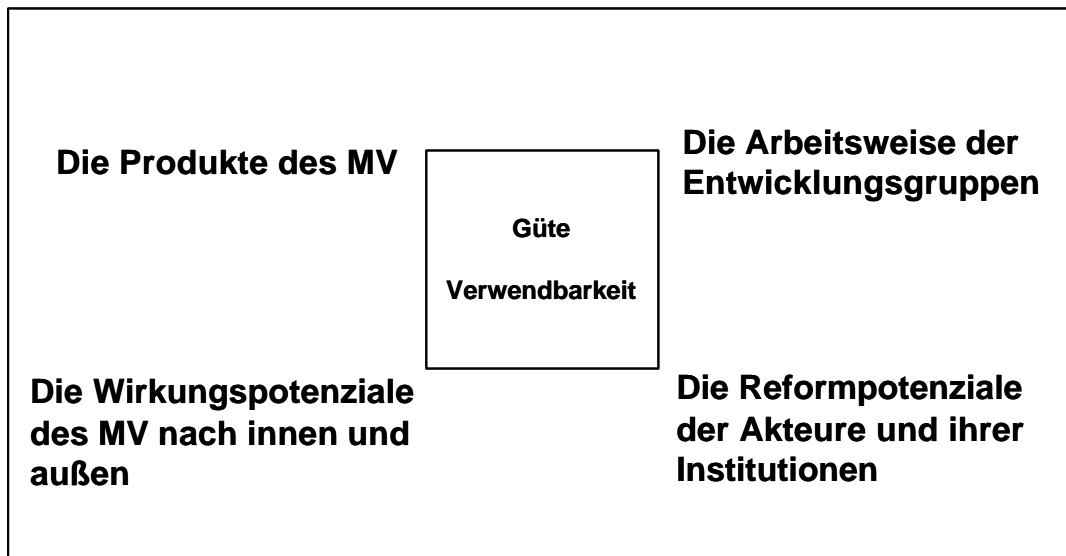 Die Produkte des MV
Die Arbeitsweise der
Entwicklungsgruppen
Güte
Verwendbarkeit
Die Wirkungspotenziale
des MV nach innen und
außen
Die Reformpotenziale
der Akteure und ihrer
Institutionen